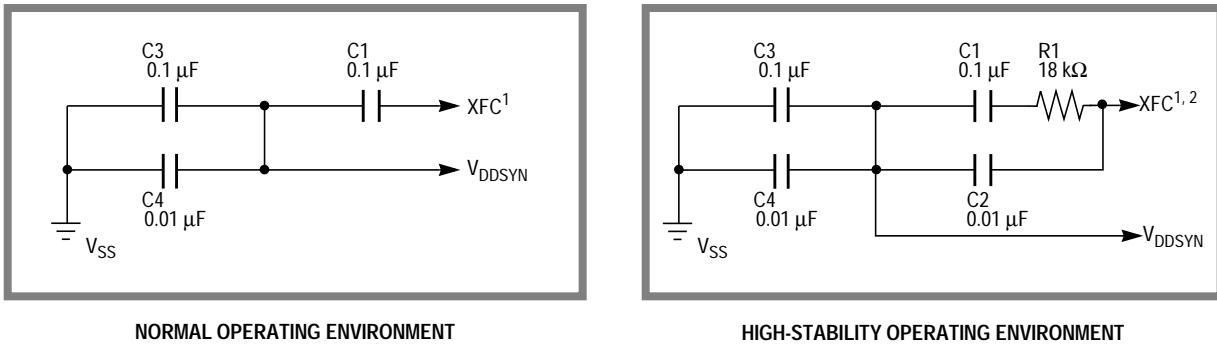 C3
0.1 µF
C1
0.1 µF
XFC1
C4
0.01 µF
VDDSYN
VSS
NORMAL OPERATING ENVIRONMENT
C3
0.1 µF
C1
0.1 µF
R1
18 kΩ
XFC1, 2
C4
0.01 µF
C2
0.01 µF
VDDSYN
VSS
HIGH-STABILITY OPERATING ENVIRONMENT